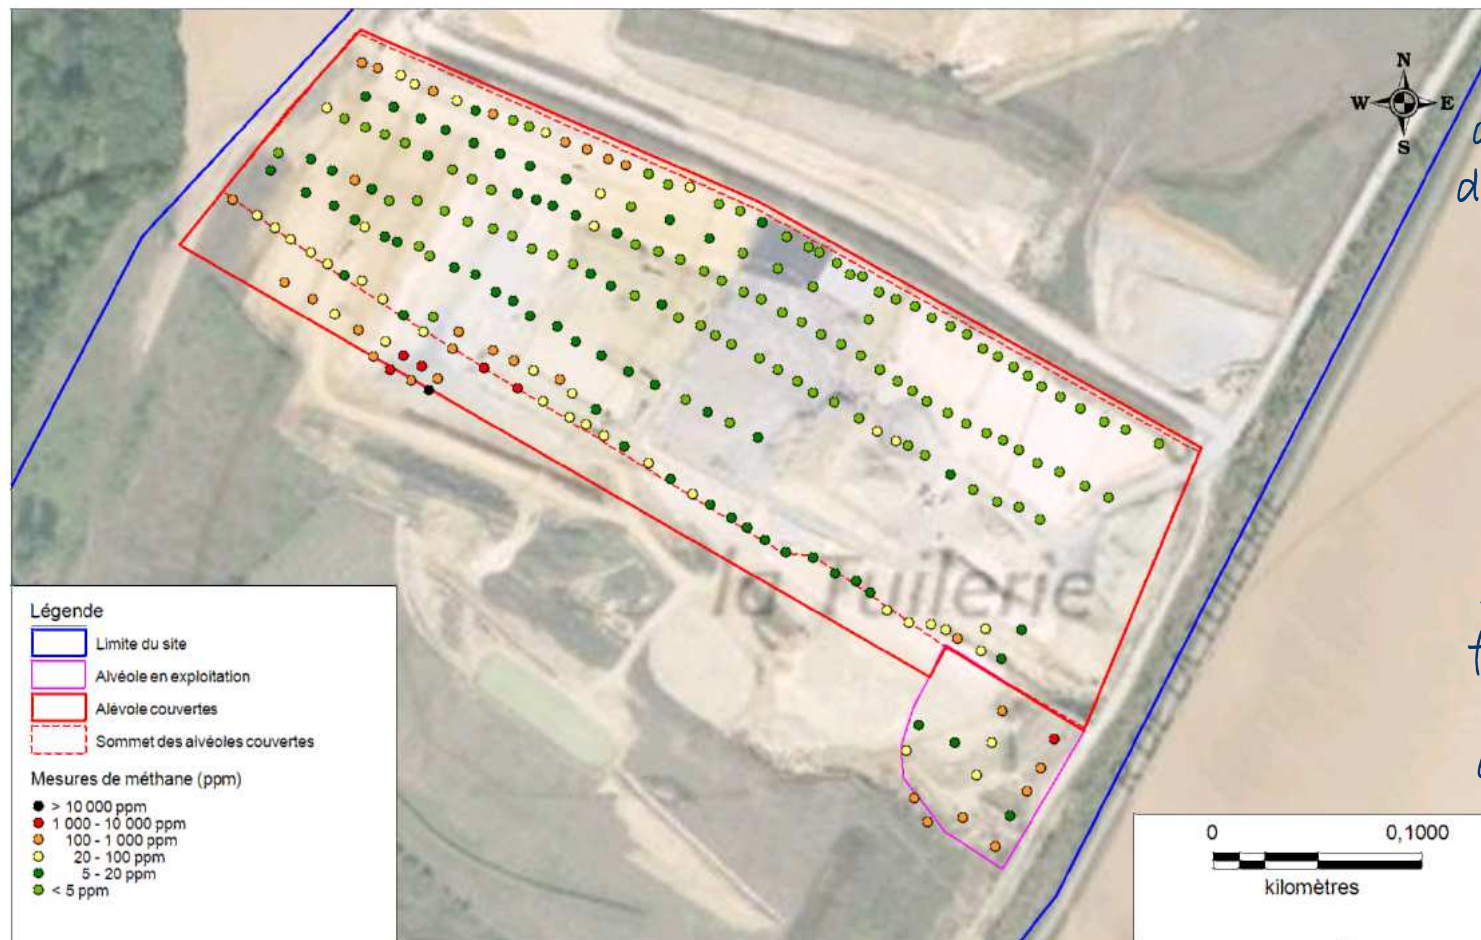 N
W E
S
d
la Tuilerie
Légende
Limite du site
Alvéole en exploitation
Alévole couvertes
Sommet des alvéoles couvertes
Mesures de méthane (ppm)
> 10 000 ppm
1 000 - 10 000 ppm
100 - 1 000 ppm
20 - 100 ppm
5 - 20 ppm
< 5 ppm
0 0,1000
kilomètres